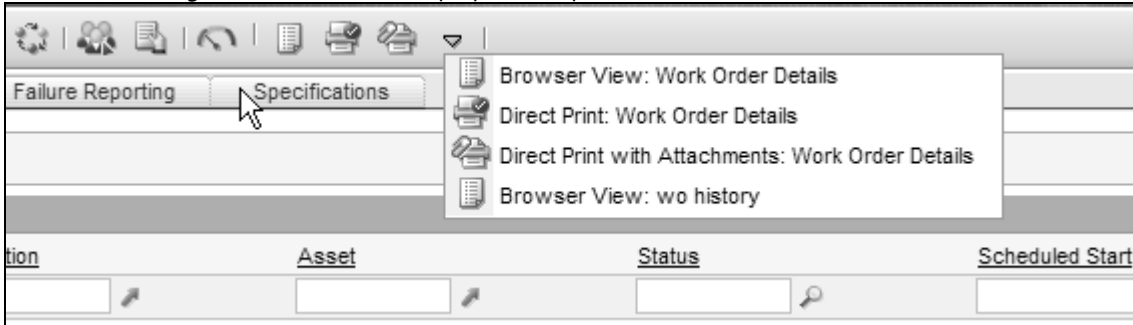 Browser View: Work Order Details
Failure Reporting Specifications
Direct Print: Work Order Details
Direct Print with Attachments: Work Order Details
Browser View: wo history
tion Asset Status Scheduled Start